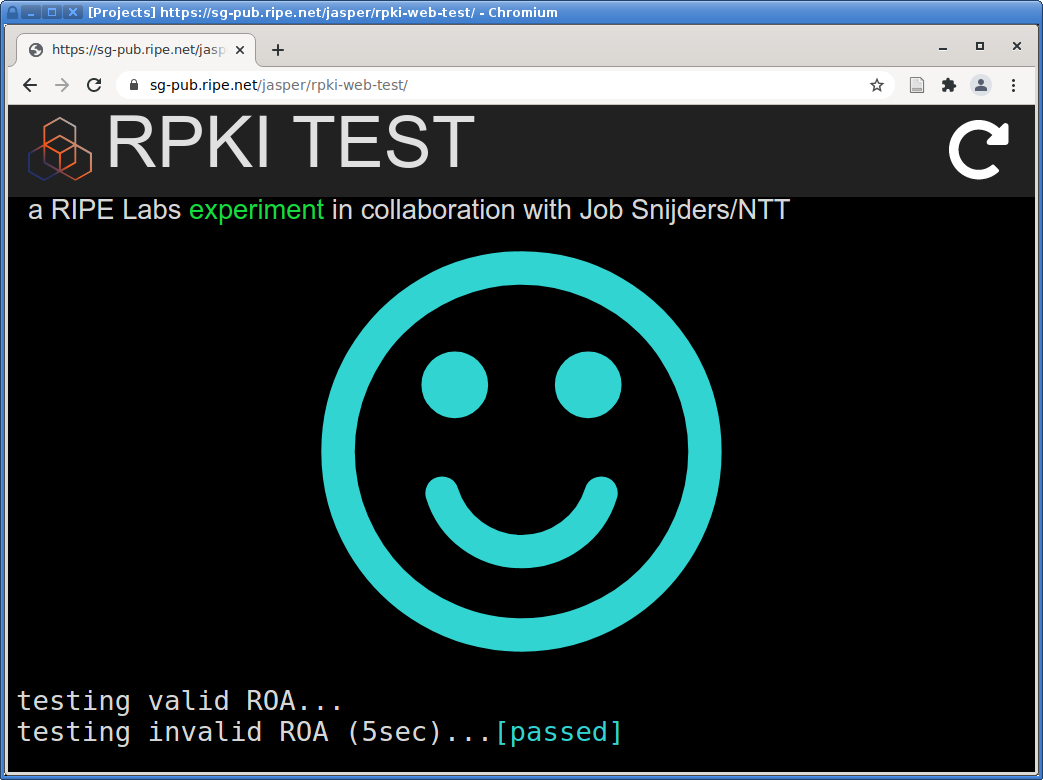 [Projects] https://sg-pub.ripe.net/jasper/rpki-web-test/ - Chromium
https://sg-pub.ripe.net/jasp
sg-pub.ripe.net/jasper/rpki-web-test/
RPKI TEST
a RIPE Labs experiment in collaboration with Job Snijders/NTT
testing valid ROA...
testing invalid ROA (5sec)...[passed]